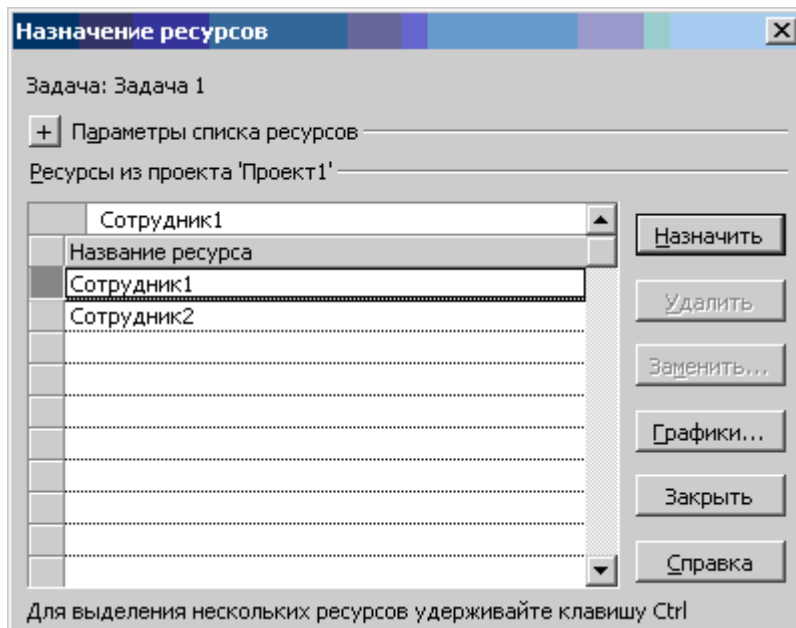 Назначение ресурсов
Задача: Задача 1
+ Параметры списка ресурсов
Ресурсы из проекта 'Проект1'
Сотрудник1
Название ресурса
Сотрудник1
Сотрудник2
Назначить
Удалить
Заменить...
Графики...
Закрыть
Справка
Для выделения нескольких ресурсов удерживайте клавишу Ctrl